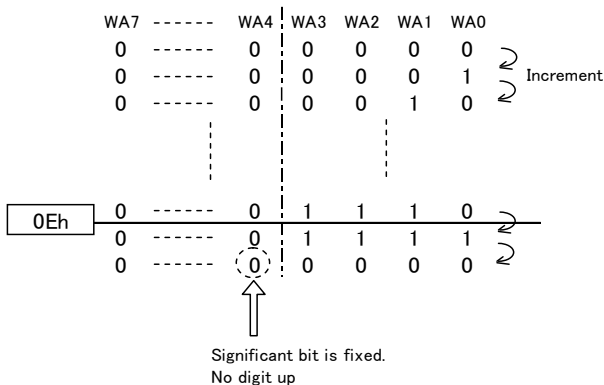 WA7 ------ WA4 WA3 WA2 WA1 WA0
0 ------ 0 0 0 0 0
0 ------ 0 0 0 0 1 Increment
0 ------ 0 0 0 1 0
0 ------ 0 1 1 1 0
0Eh
0 ------ 0 1 1 1 1
0 ------ 0 0 0 0 0
Significant bit is fixed.
No digit up